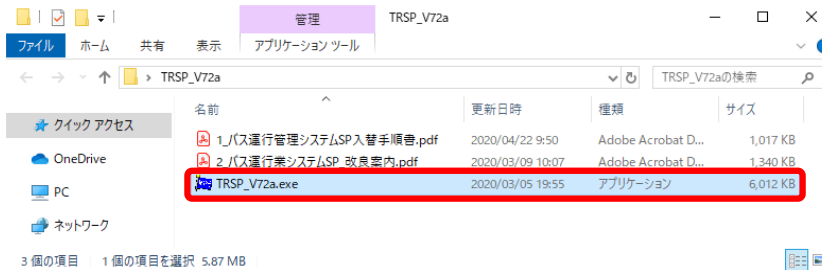 管理 TRSP_V72a
ファイル ホーム 共有 表示 アプリケーション ツール
TRSP_V72a TRSP_V72aの検索
名前 更新日時 種類 サイズ
クイック アクセス
1_バス運行管理システムSP入替手順書.pdf 2020/04/22 9:50 Adobe Acrobat D... 1,017 KB
OneDrive
2_バス運行業システムSP_改良案内.pdf 2020/03/09 10:07 Adobe Acrobat D... 1,340 KB
PC
TRSP_V72a.exe 2020/03/05 19:55 アプリケーション 6,012 KB
ネットワーク
3 個の項目 1 個の項目を選択 5.87 MB